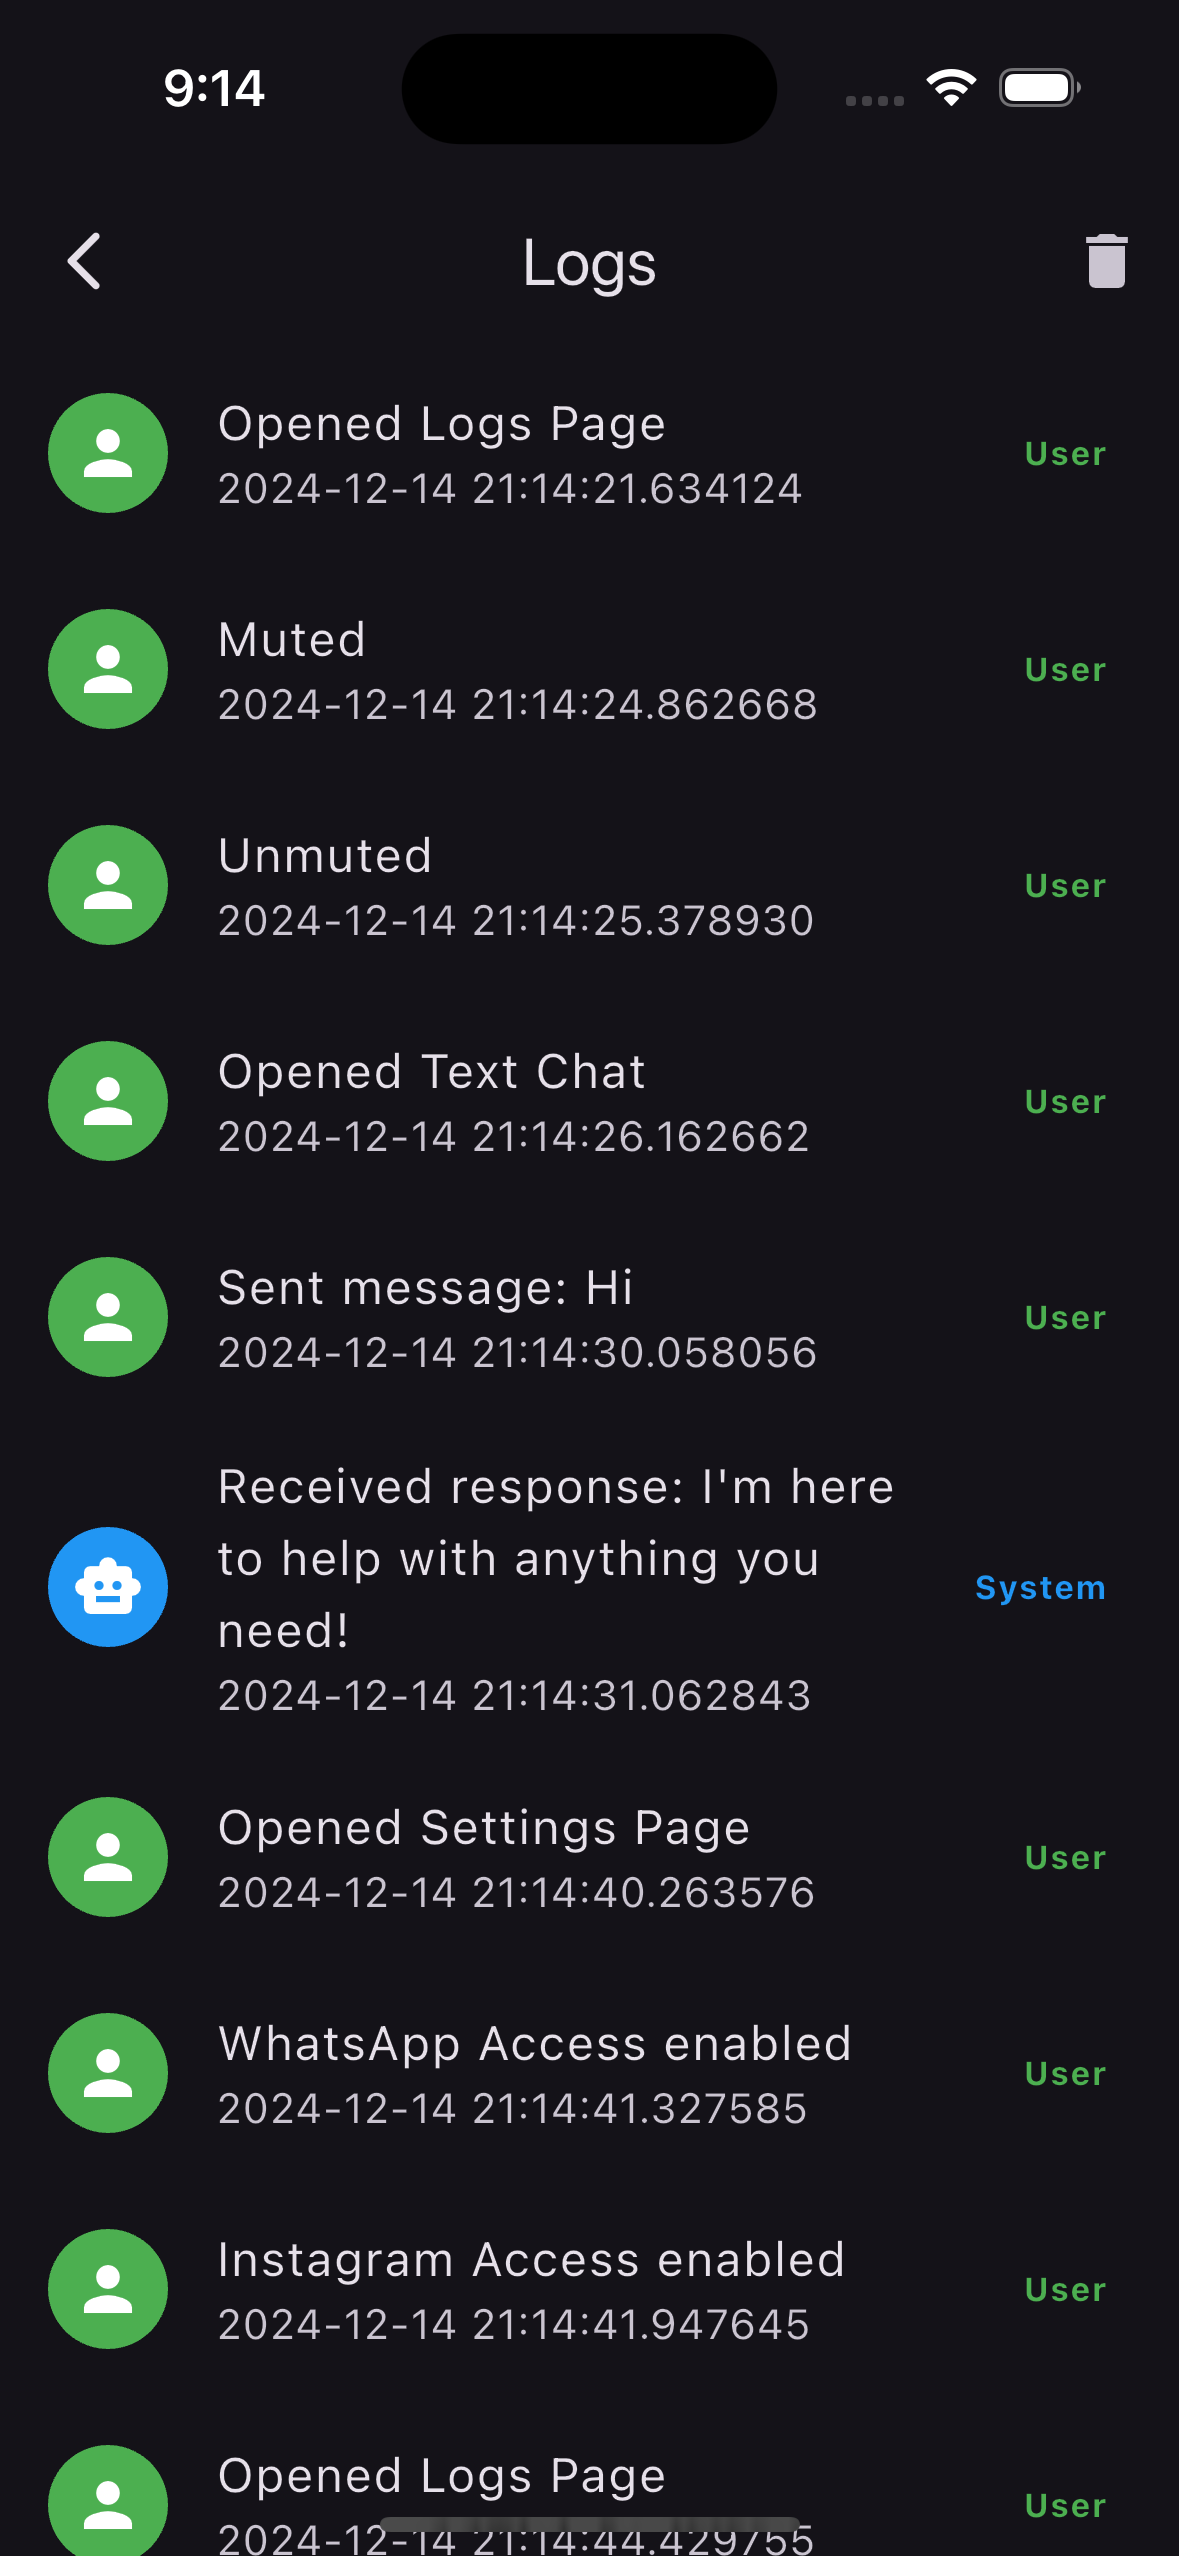 9:14
Logs
Opened Logs Page
2024-12-14 21:14:21.634124
User
Muted
2024-12-14 21:14:24.862668
User
Unmuted
2024-12-14 21:14:25.378930
User
Opened Text Chat
2024-12-14 21:14:26.162662
User
Sent message: Hi
2024-12-14 21:14:30.058056
User
Received response: I'm here
to help with anything you
need!
2024-12-14 21:14:31.062843
System
Opened Settings Page
2024-12-14 21:14:40.263576
User
WhatsApp Access enabled
2024-12-14 21:14:41.327585
User
Instagram Access enabled
2024-12-14 21:14:41.947645
User
Opened Logs Page
2024-12-14 21:14:44.429755
User